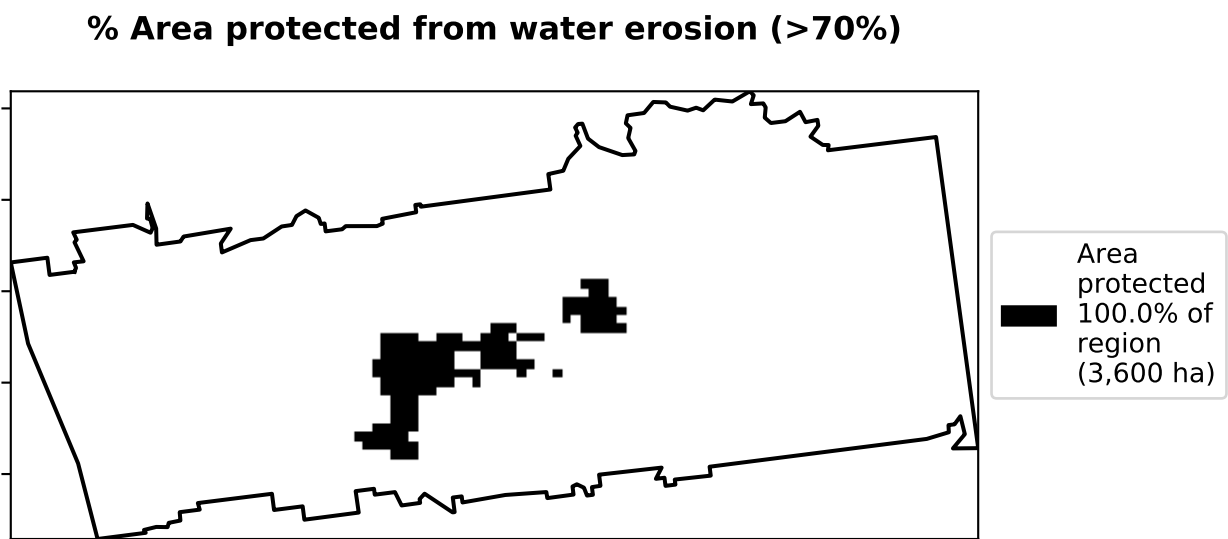 % Area protected from water erosion (>70%)
Area
protected
100.0% of
region
(3,600 ha)